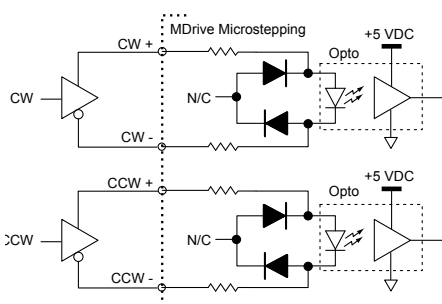 MDrive Microstepping
CW +
+5 VDC
Opto
CW
N/C
CW -
CCW +
+5 VDC
Opto
CCW
N/C
CCW -